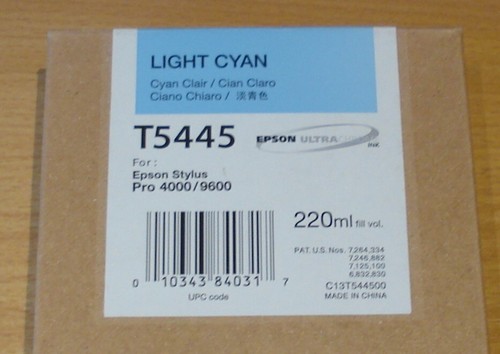 LIGHT CYAN
Cyan Clair / Cian Claro
Ciano Chiaro / 淡青色
T5445
EPSON ULTRACHROME INK
For :
Epson Stylus
Pro 4000/9600
220ml fill vol.
PAT. U.S. Nos. 7,264,334
7,246,882
7,125,100
6,832,830
0 10343 84031 7
UPC code
C13T544500
MADE IN CHINA